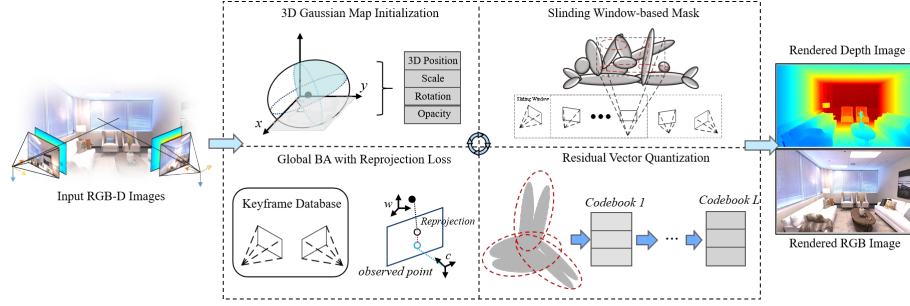 3D Gaussian Map Initialization
Slinding Window-based Mask
3D Position
Scale
Rotation
Opacity
y
x
Sliding Window
Rendered Depth Image
Input RGB-D Images
Global BA with Reprojection Loss
Residual Vector Quantization
Keyframe Database
w
Reprojection
observed point
c
Codebook 1
...
Codebook L
Rendered RGB Image